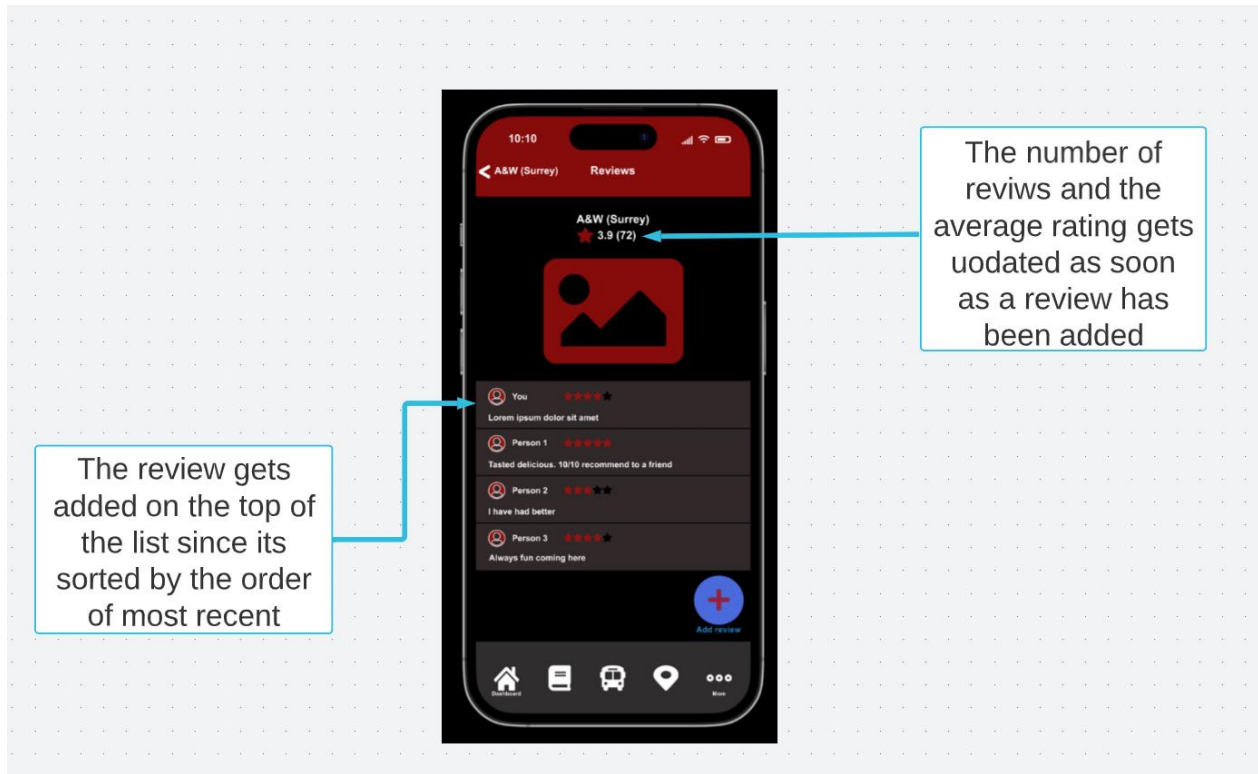 10:10
A&W (Surrey)
Reviews
A&W (Surrey)
3.9 (72)
You
Lorem ipsum dolor sit amet
Person 1
Tasted delicious. 10/10 recommend to a friend
Person 2
I have had better
Person 3
Always fun coming here
Add review
Dashboard
More
The number of
reviws and the
average rating gets
uodated as soon
as a review has
been added
The review gets
added on the top of
the list since its
sorted by the order
of most recent